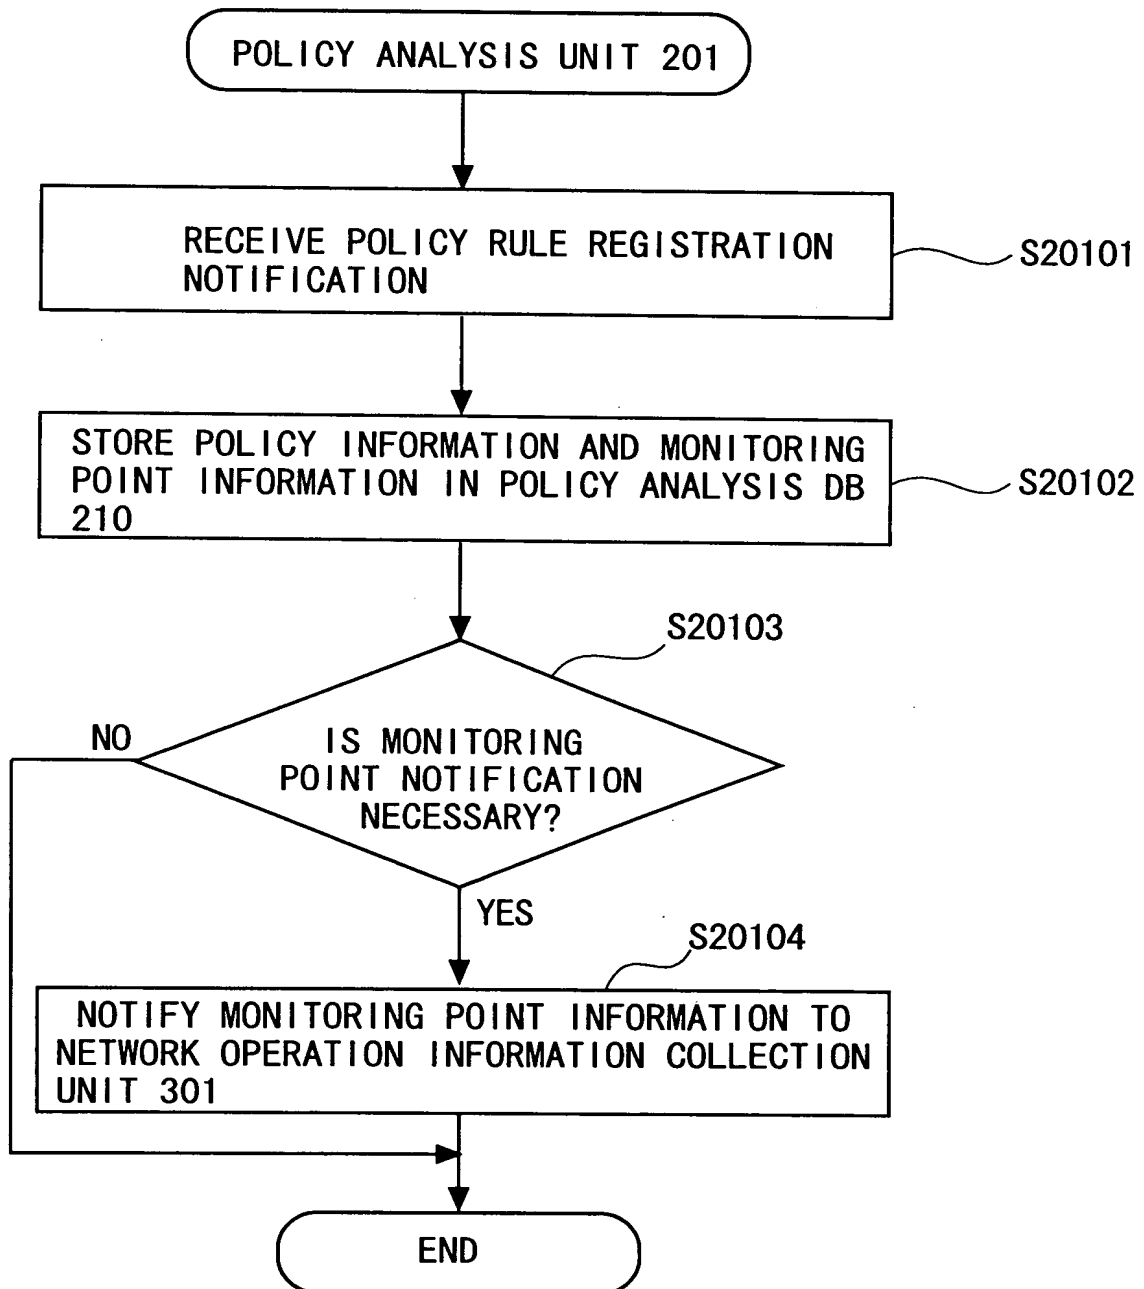 POLICY ANALYSIS UNIT 201
RECEIVE POLICY RULE REGISTRATION
NOTIFICATION
S20101
STORE POLICY INFORMATION AND MONITORING
POINT INFORMATION IN POLICY ANALYSIS DB
210
S20102
S20103
NO
IS MONITORING
POINT NOTIFICATION
NECESSARY?
YES
S20104
NOTIFY MONITORING POINT INFORMATION TO
NETWORK OPERATION INFORMATION COLLECTION
UNIT 301
END